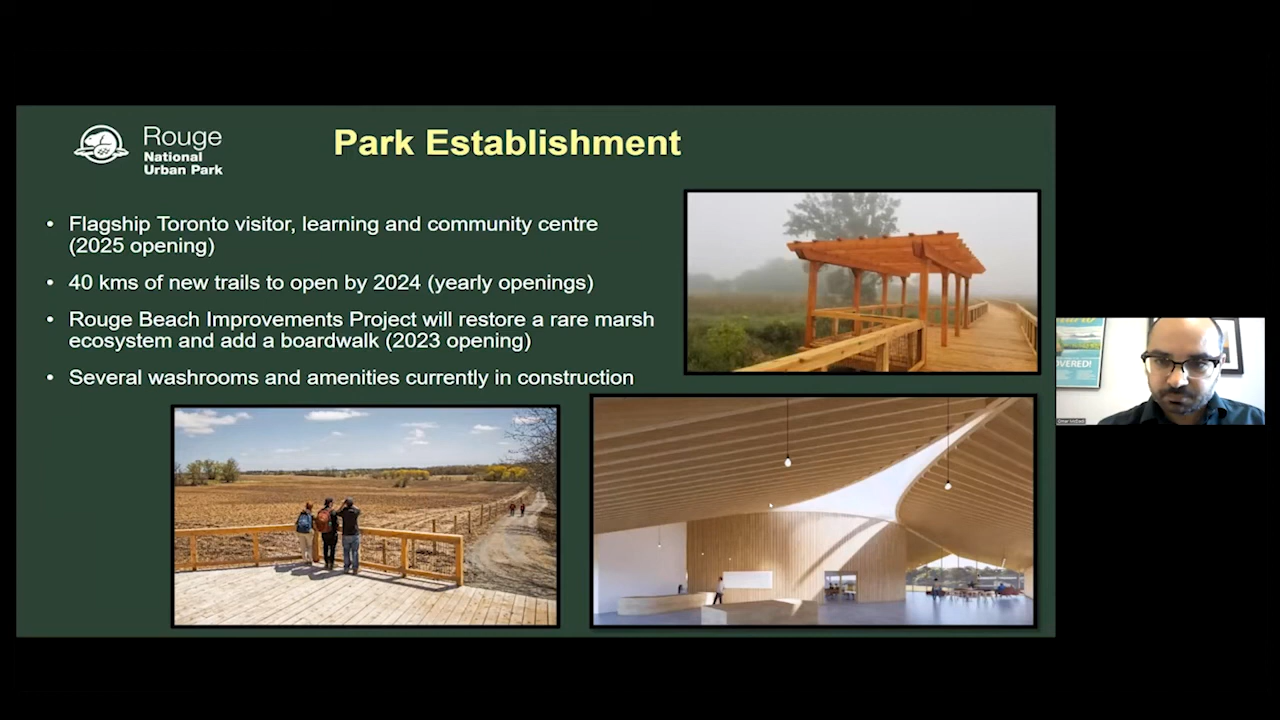 Rouge
National
Urban Park
Park Establishment
• Flagship Toronto visitor, learning and community centre
(2025 opening)
• 40 kms of new trails to open by 2024 (yearly openings)
• Rouge Beach Improvements Project will restore a rare marsh
ecosystem and add a boardwalk (2023 opening)
• Several washrooms and amenities currently in construction